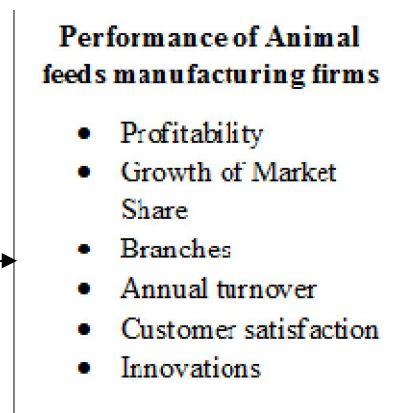 Performance of Animal
feeds manufacturing firms
• Profitability
• Growth of Market
Share
• Branches
• Annual turnover
• Customer satisfaction
• Innovations